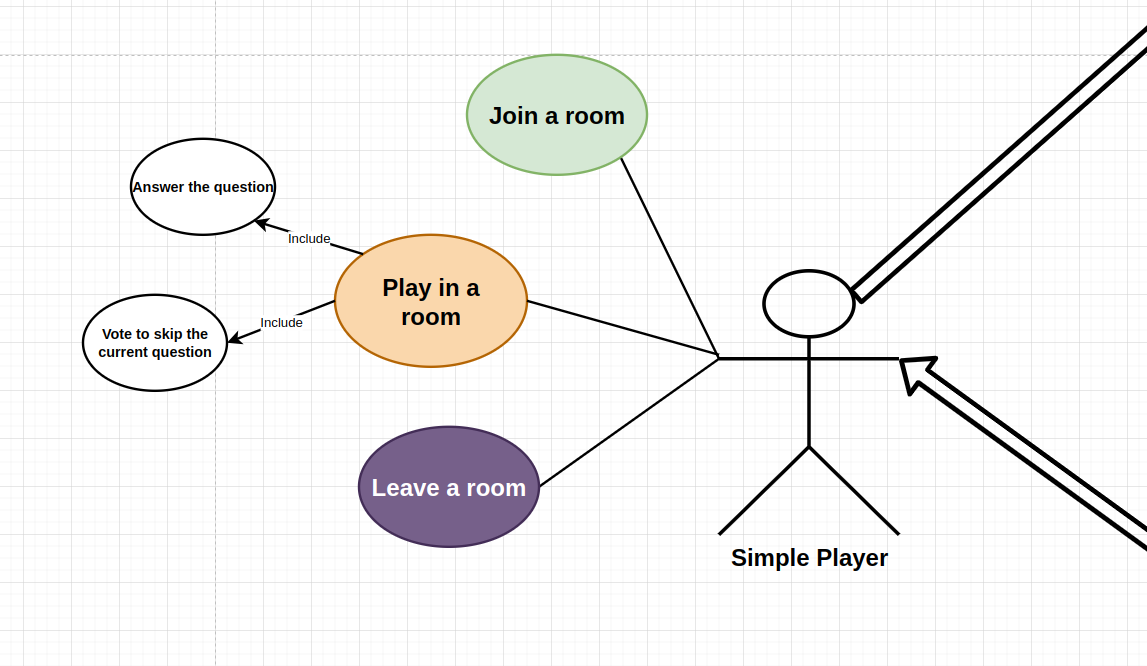 Join a room
Answer the question
Include
Play in a
room
Include
Vote to skip the
current question
Leave a room
Simple Player